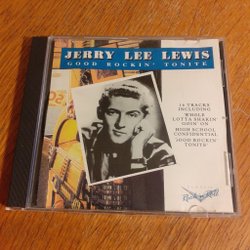 JERRY LEE LEWIS
GOOD ROCKIN' TONITE
14 TRACKS
INCLUDING
'WHOLE
LOTTA SHAKIN'
GOIN' ON
HIGH SCHOOL
CONFIDENTIAL
'GOOD ROCKIN'
TONITE'